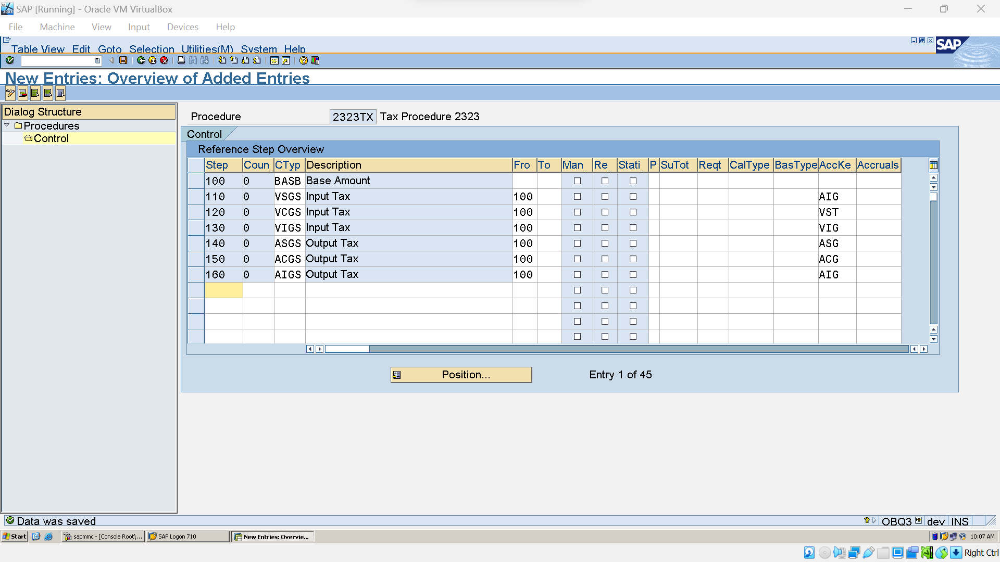 SAP [Running] - Oracle VM VirtualBox
File Machine View Input Devices Help
Table View Edit Goto Selection Utilities(M) System Help
SAP
New Entries: Overview of Added Entries
Dialog Structure
Procedures
Control
Procedure 2323TX Tax Procedure 2323
Control
Reference Step Overview
Step Coun... CTyp Description Fro To Man... Re... Stati... P SuTot Reqt CalType BasType AccKe... Accruals
100 0 BASB Base Amount
110 0 VSGS Input Tax 100 AIG
120 0 VCGS Input Tax 100 VST
130 0 VIGS Input Tax 100 VIG
140 0 ASGS Output Tax 100 ASG
150 0 ACGS Output Tax 100 ACG
160 0 AIGS Output Tax 100 AIG
Position... Entry 1 of 45
Data was saved OBQ3 dev INS
Start sapmmc - [Console Root\... SAP Logon 710 New Entries: Overvie... 10:07 AM
Right Ctrl